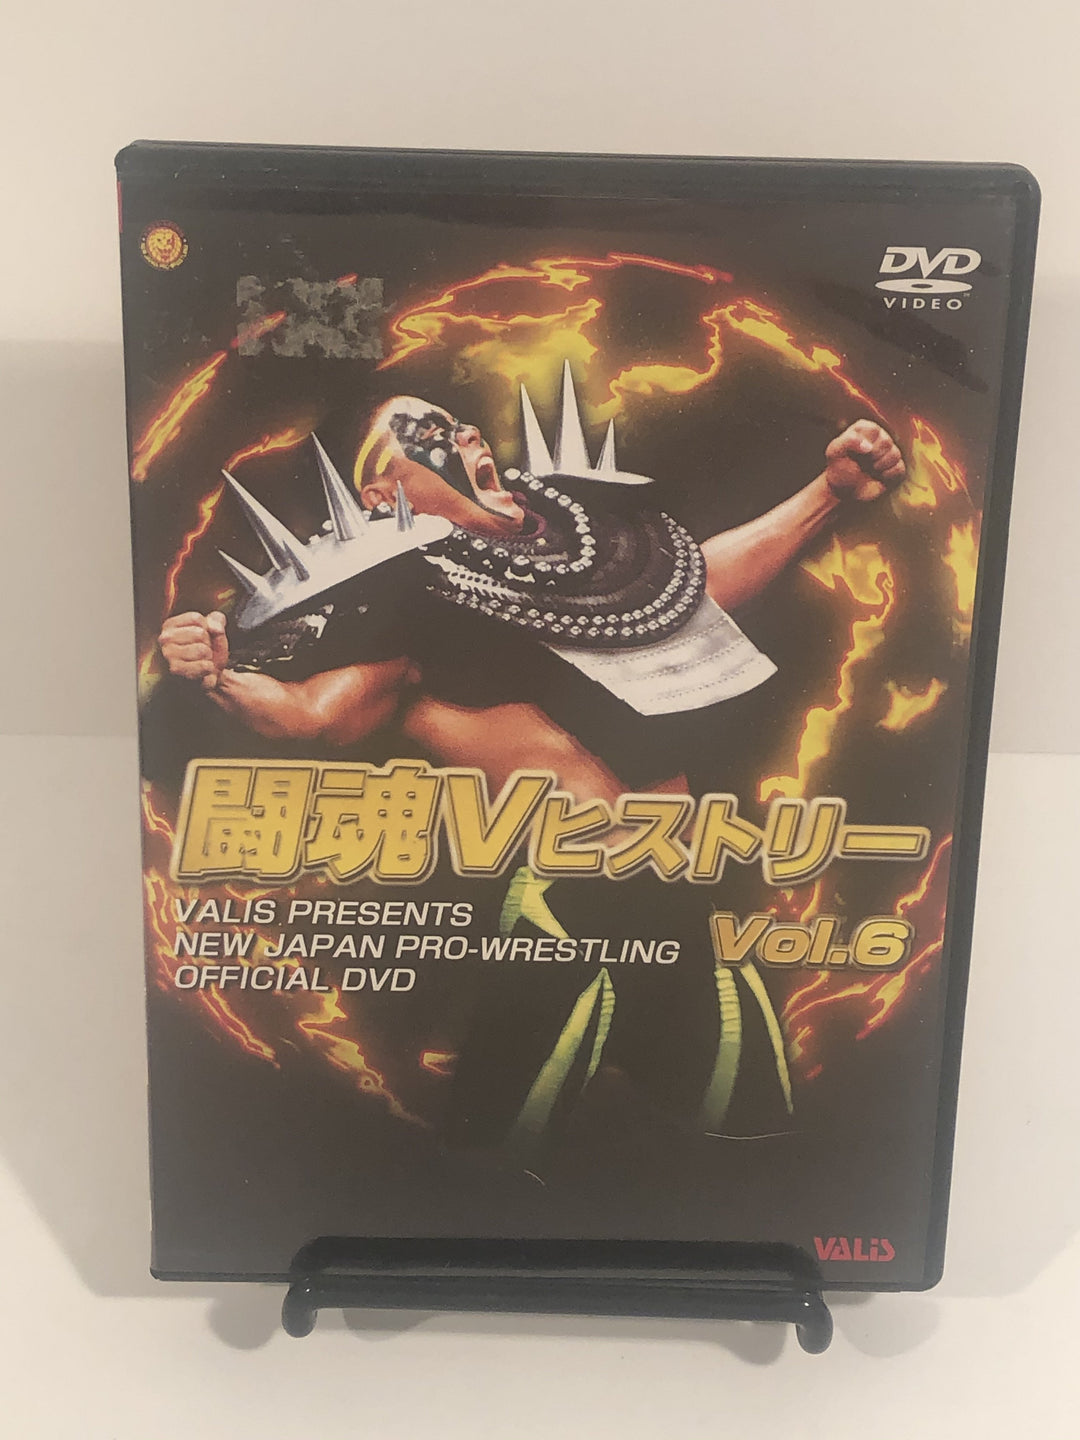 DVD
VIDEO
闘魂Vヒストリー
VALIS PRESENTS
NEW JAPAN PRO-WRESTLING
OFFICIAL DVD
Vol.6
VALIS